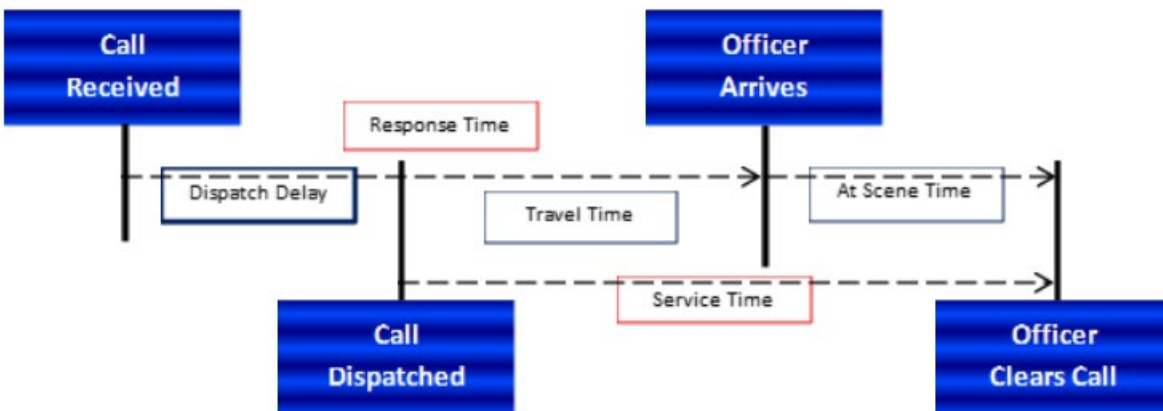 Call
Received
Officer
Arrives
Response Time
Dispatch Delay
At Scene Time
Travel Time
Service Time
Call
Dispatched
Officer
Clears Call